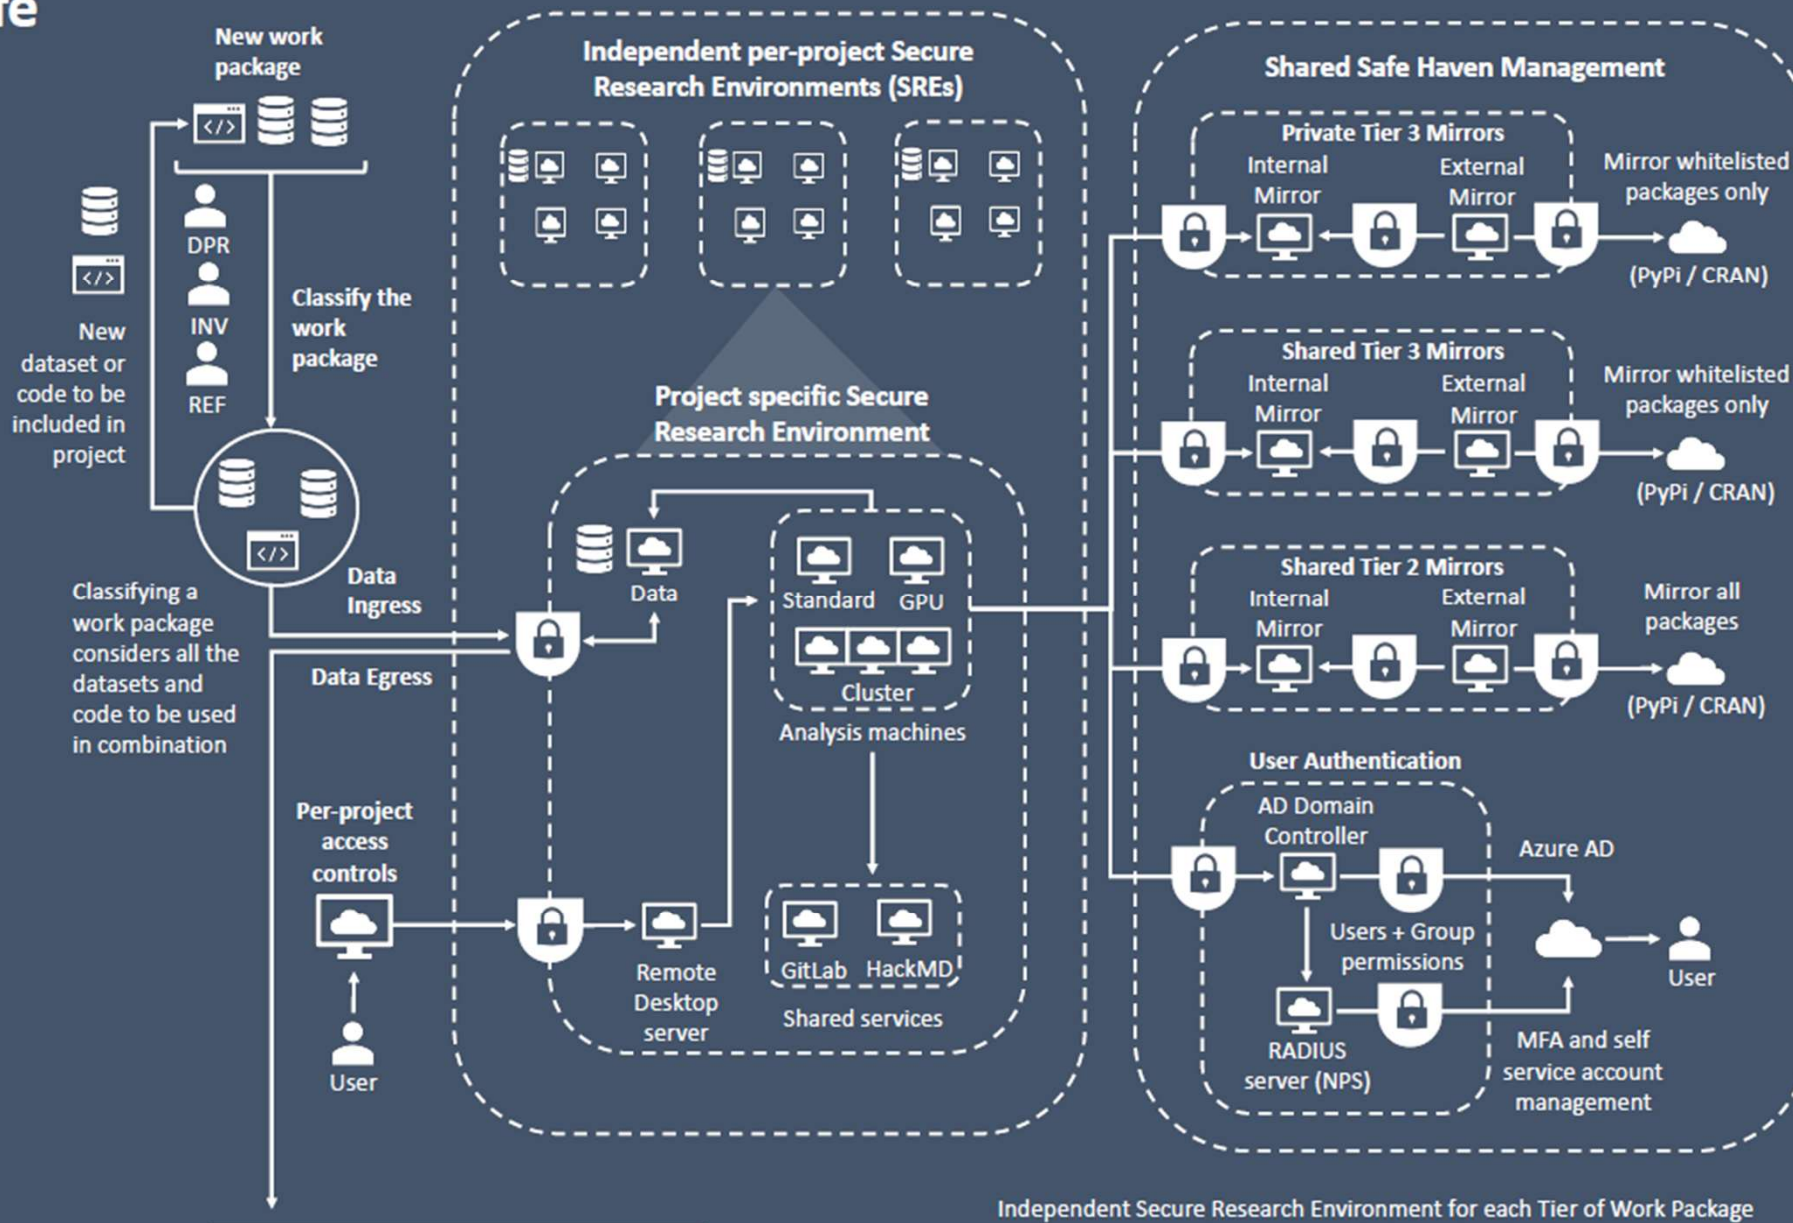 New work
package
DPR
INV
REF
Classify the
work
package
New
dataset or
code to be
included in
project
Classifying a
work package
considers all the
datasets and
code to be used
in combination
Data
Ingress
Data Egress
Per-project
access
controls
User
Independent per-project Secure
Research Environments (SREs)
Project specific Secure
Research Environment
Data
Standard
GPU
Cluster
Analysis machines
Remote
Desktop
server
GitLab
HackMD
Shared services
Shared Safe Haven Management
Private Tier 3 Mirrors
Internal
Mirror
External
Mirror
Mirror whitelisted
packages only
(PyPi / CRAN)
Shared Tier 3 Mirrors
Internal
Mirror
External
Mirror
Mirror whitelisted
packages only
(PyPi / CRAN)
Shared Tier 2 Mirrors
Internal
Mirror
External
Mirror
Mirror all
packages
(PyPi / CRAN)
User Authentication
AD Domain
Controller
Azure AD
Users + Group
permissions
User
RADIUS
server (NPS)
MFA and self
service account
management
Independent Secure Research Environment for each Tier of Work Package